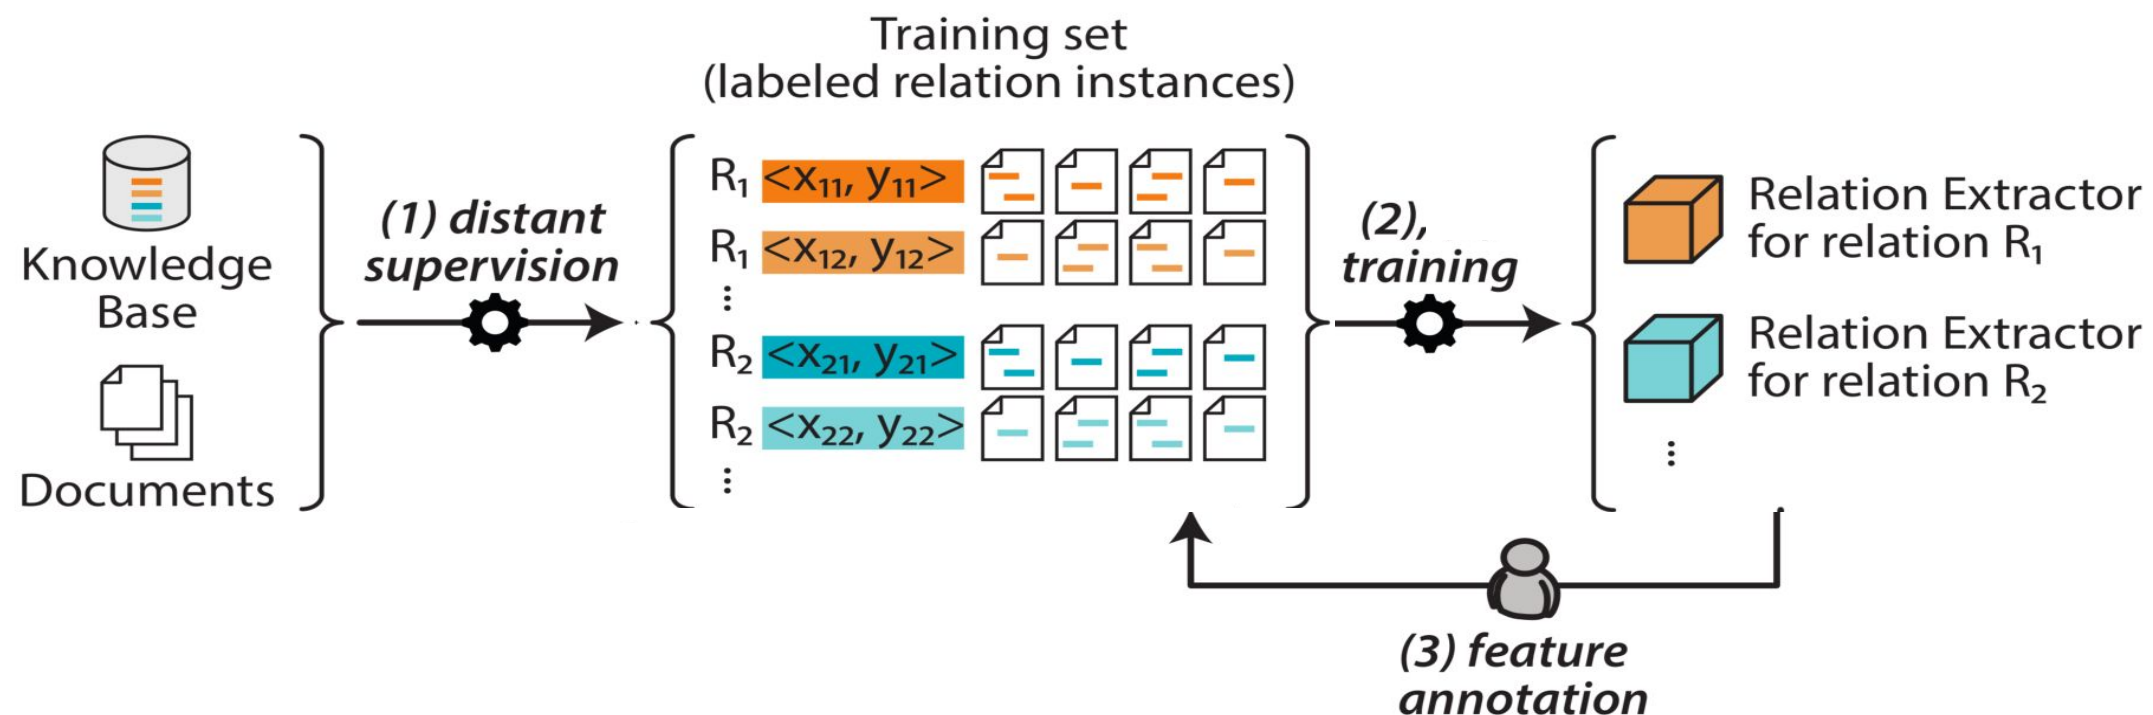 Training set
(labeled relation instances)
Knowledge
Base
Documents
(1) distant
supervision
R₁ <x₁₁, y₁₁>
R₁ <x₁₂, y₁₂>
⋮
R₂ <x₂₁, y₂₁>
R₂ <x₂₂, y₂₂>
⋮
(2),
training
Relation Extractor
for relation R₁
Relation Extractor
for relation R₂
⋮
(3) feature
annotation